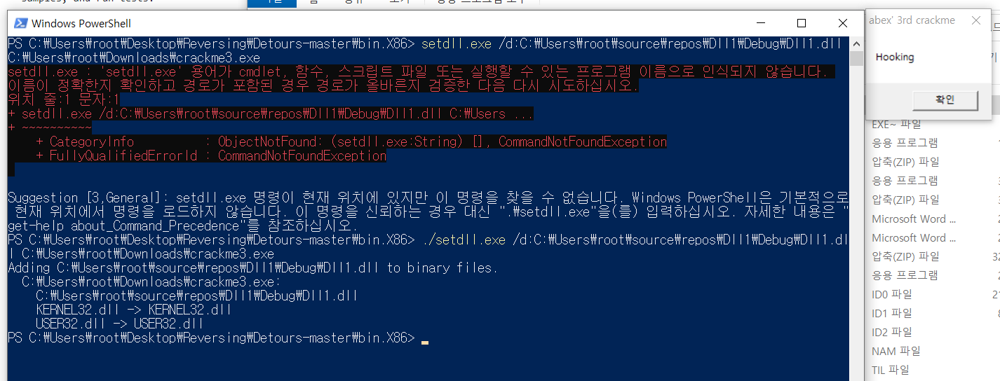 samples, and run tests.
Windows PowerShell
PS C:₩Users₩root₩Desktop₩Reversing₩Detours-master₩bin.X86> setdll.exe /d:C:₩Users₩root₩source₩repos₩Dll1₩Debug₩Dll1.dll
C:₩Users₩root₩Downloads₩crackme3.exe
setdll.exe : 'setdll.exe' 용어가 cmdlet, 함수, 스크립트 파일 또는 실행할 수 있는 프로그램 이름으로 인식되지 않습니다.
이름이 정확한지 확인하고 경로가 포함된 경우 경로가 올바른지 검증한 다음 다시 시도하십시오.
위치 줄:1 문자:1
+ setdll.exe /d:C:₩Users₩root₩source₩repos₩Dll1₩Debug₩Dll1.dll C:₩Users ...
+ ~~~~~~~~~~
+ CategoryInfo : ObjectNotFound: (setdll.exe:String) [], CommandNotFoundException
+ FullyQualifiedErrorId : CommandNotFoundException
Suggestion [3,General]: setdll.exe 명령이 현재 위치에 있지만 이 명령을 찾을 수 없습니다. Windows PowerShell은 기본적으로
현재 위치에서 명령을 로드하지 않습니다. 이 명령을 신뢰하는 경우 대신 ".₩setdll.exe"을(를) 입력하십시오. 자세한 내용은 "
get-help about_Command_Precedence"를 참조하십시오.
PS C:₩Users₩root₩Desktop₩Reversing₩Detours-master₩bin.X86> ./setdll.exe /d:C:₩Users₩root₩source₩repos₩Dll1₩Debug₩Dll1.dl
l C:₩Users₩root₩Downloads₩crackme3.exe
Adding C:₩Users₩root₩source₩repos₩Dll1₩Debug₩Dll1.dll to binary files.
C:₩Users₩root₩Downloads₩crackme3.exe:
C:₩Users₩root₩source₩repos₩Dll1₩Debug₩Dll1.dll
KERNEL32.dll -> KERNEL32.dll
USER32.dll -> USER32.dll
PS C:₩Users₩root₩Desktop₩Reversing₩Detours-master₩bin.X86>
abex' 3rd crackme
Hooking
확인
EXE~ 파일
응용 프로그램
압축(ZIP) 파일
응용 프로그램
압축(ZIP) 파일
Microsoft Word ...
Microsoft Word ...
압축(ZIP) 파일
응용 프로그램
ID0 파일
ID1 파일
ID2 파일
NAM 파일
TIL 파일